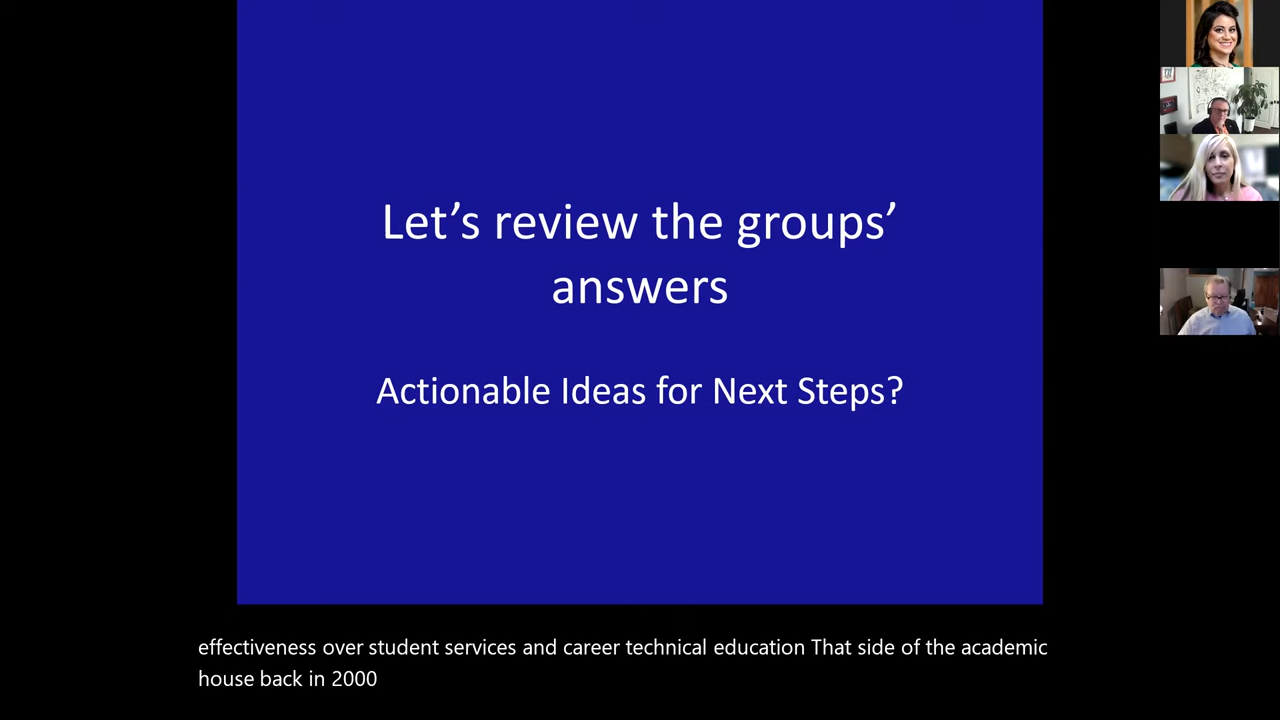 Let’s review the groups’
answers
Actionable Ideas for Next Steps?
effectiveness over student services and career technical education That side of the academic
house back in 2000